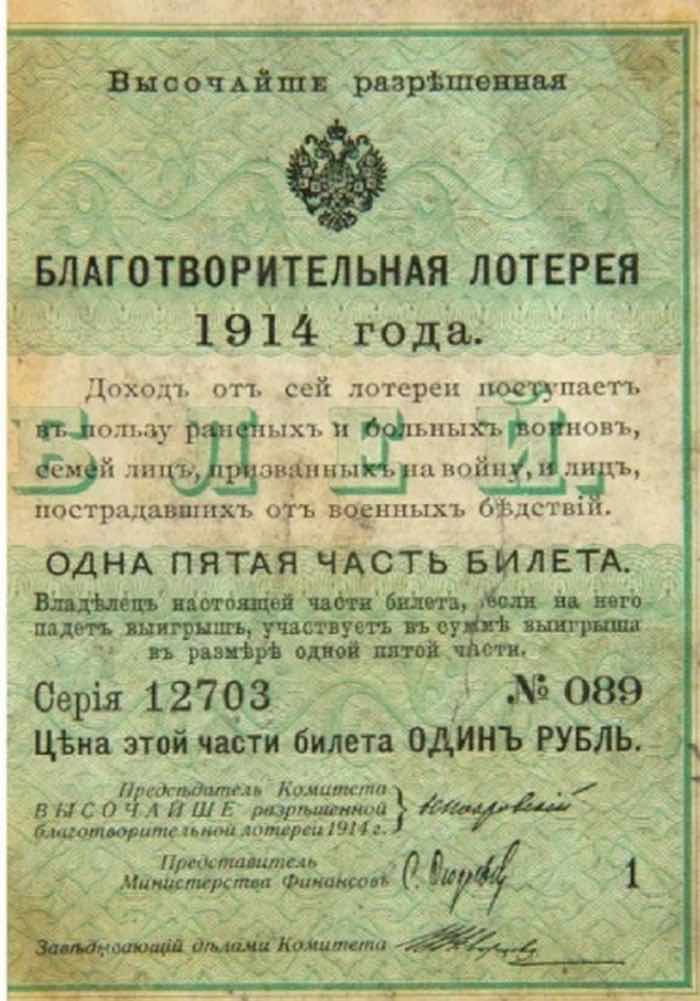 Высочайше разрѣшенная
БЛАГОТВОРИТЕЛЬНАЯ ЛОТЕРЕЯ
1914 года.
Доходъ отъ сей лотереи поступаетъ
въ пользу раненыхъ и больныхъ воиновъ,
семей лицъ, призванныхъ на войну, и лицъ,
пострадавшихъ отъ военныхъ бѣдствій.
БЛЕЙ.
ОДНА ПЯТАЯ ЧАСТЬ БИЛЕТА.
Владѣлецъ настоящей части билета, если на него
падетъ выигрышъ, участвуетъ въ суммѣ выигрыша
въ размѣрѣ одной пятой части.
Серія 12703 № 089
Цѣна этой части билета ОДИНЪ РУБЛЬ.
Предсѣдатель Комитета
ВЫСОЧАЙШЕ разрѣшенной
благотворительной лотереи 1914 г.
Представитель
Министерства Финансовъ
1
Завѣдывающій дѣлами Комитета